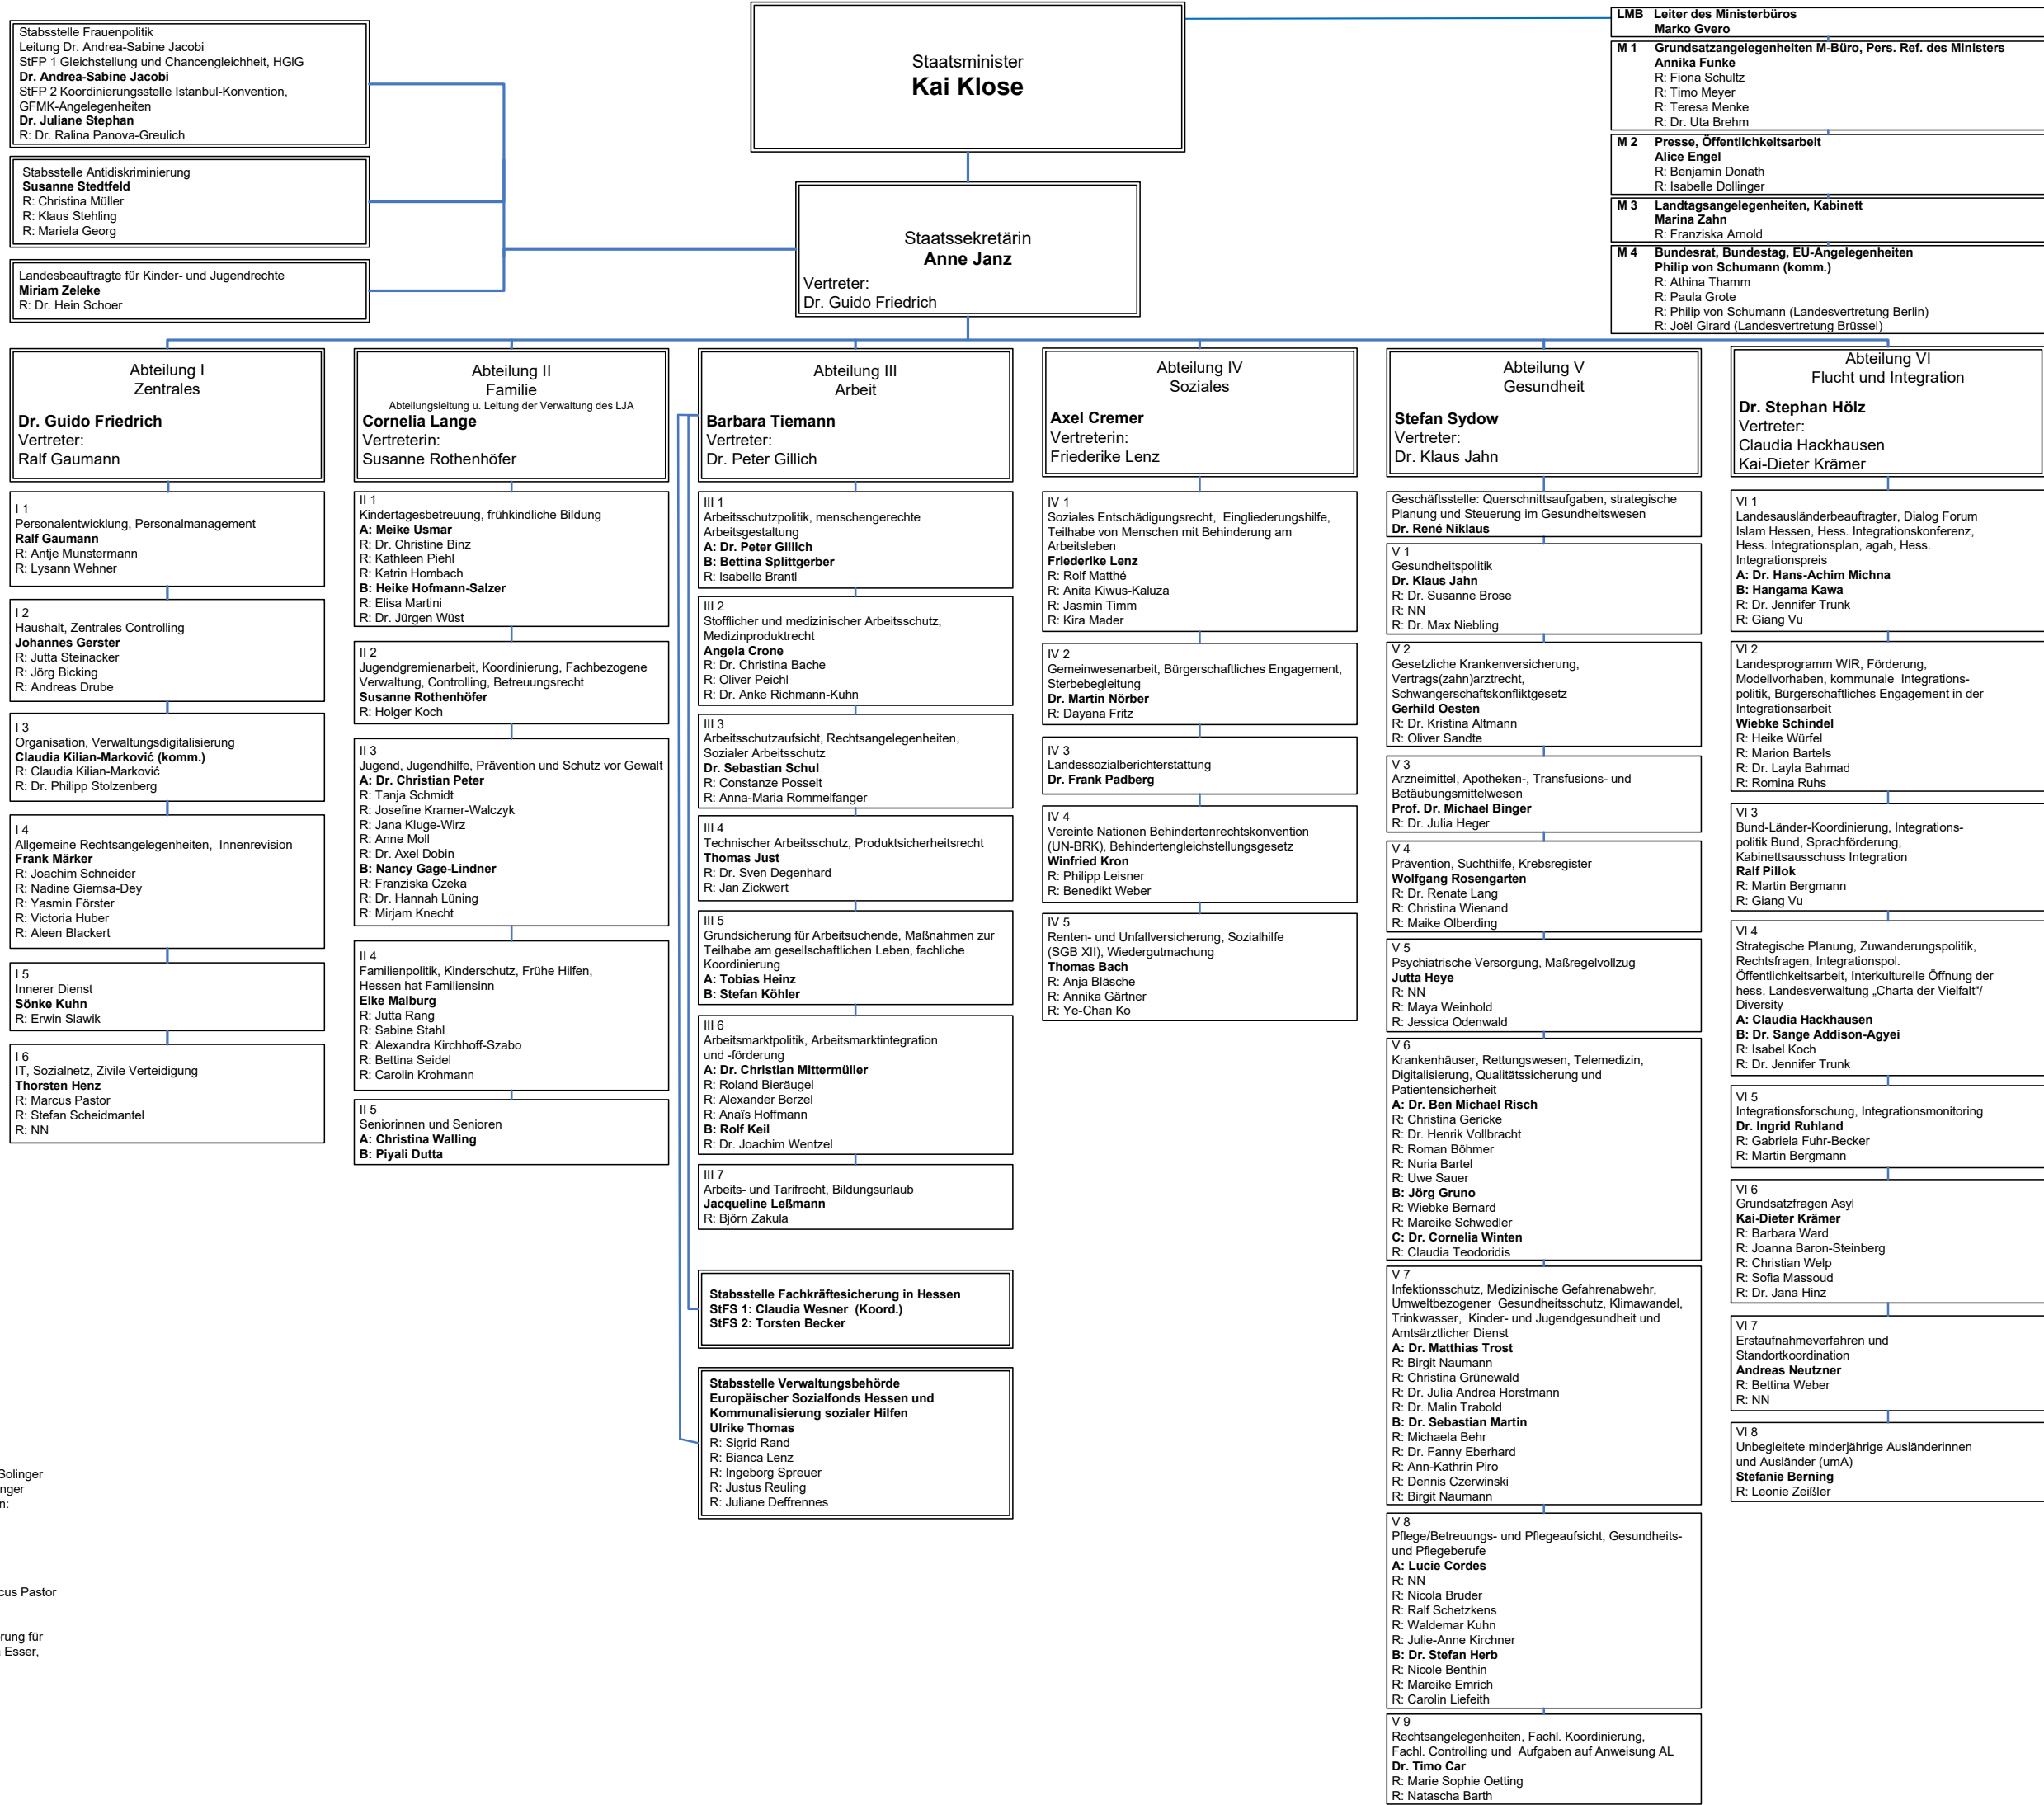 Stabsstelle Frauenpolitik
Leitung Dr. Andrea-Sabine Jacobi
StFP 1 Gleichstellung und Chancengleichheit, HGlG
Dr. Andrea-Sabine Jacobi
StFP 2 Koordinierungsstelle Istanbul-Konvention,
GFMK-Angelegenheiten
Dr. Juliane Stephan
R: Dr. Ralina Panova-Greulich
Stabsstelle Antidiskriminierung
Susanne Stedtfeld
R: Christina Müller
R: Klaus Stehling
R: Mariela Georg
Landesbeauftragte für Kinder- und Jugendrechte
Miriam Zeleke
R: Dr. Hein Schoer
Staatsminister
Kai Klose
Staatssekretärin
Anne Janz
Vertreter:
Dr. Guido Friedrich
LMB Leiter des Ministerbüros
Marko Gvero
M 1 Grundsatzangelegenheiten M-Büro, Pers. Ref. des Ministers
Annika Funke
R: Fiona Schultz
R: Timo Meyer
R: Teresa Menke
R: Dr. Uta Brehm
M 2 Presse, Öffentlichkeitsarbeit
Alice Engel
R: Benjamin Donath
R: Isabelle Dollinger
M 3 Landtagsangelegenheiten, Kabinett
Marina Zahn
R: Franziska Arnold
M 4 Bundesrat, Bundestag, EU-Angelegenheiten
Philip von Schumann (komm.)
R: Athina Thamm
R: Paula Grote
R: Philip von Schumann (Landesvertretung Berlin)
R: Joël Girard (Landesvertretung Brüssel)
Abteilung I
Zentrales
Dr. Guido Friedrich
Vertreter:
Ralf Gaumann
I 1
Personalentwicklung, Personalmanagement
Ralf Gaumann
R: Antje Munstermann
R: Lysann Wehner
I 2
Haushalt, Zentrales Controlling
Johannes Gerster
R: Jutta Steinacker
R: Jörg Bicking
R: Andreas Drube
I 3
Organisation, Verwaltungsdigitalisierung
Claudia Kilian-Marković (komm.)
R: Claudia Kilian-Marković
R: Dr. Philipp Stolzenberg
I 4
Allgemeine Rechtsangelegenheiten, Innenrevision
Frank Märker
R: Joachim Schneider
R: Nadine Giemsa-Dey
R: Yasmin Förster
R: Victoria Huber
R: Aleen Blackert
I 5
Innerer Dienst
Sönke Kuhn
R: Erwin Slawik
I 6
IT, Sozialnetz, Zivile Verteidigung
Thorsten Henz
R: Marcus Pastor
R: Stefan Scheidmantel
R: NN
Abteilung II
Familie
Abteilungsleitung u. Leitung der Verwaltung des LJA
Cornelia Lange
Vertreterin:
Susanne Rothenhöfer
II 1
Kindertagesbetreuung, frühkindliche Bildung
A: Meike Usmar
R: Dr. Christine Binz
R: Kathleen Piehl
R: Katrin Hombach
B: Heike Hofmann-Salzer
R: Elisa Martini
R: Dr. Jürgen Wüst
II 2
Jugendgremienarbeit, Koordinierung, Fachbezogene
Verwaltung, Controlling, Betreuungsrecht
Susanne Rothenhöfer
R: Holger Koch
II 3
Jugend, Jugendhilfe, Prävention und Schutz vor Gewalt
A: Dr. Christian Peter
R: Tanja Schmidt
R: Josefine Kramer-Walczyk
R: Jana Kluge-Wirz
R: Anne Moll
R: Dr. Axel Dobin
B: Nancy Gage-Lindner
R: Franziska Czeka
R: Dr. Hannah Lüning
R: Mirjam Knecht
II 4
Familienpolitik, Kinderschutz, Frühe Hilfen,
Hessen hat Familiensinn
Elke Malburg
R: Jutta Rang
R: Sabine Stahl
R: Alexandra Kirchhoff-Szabo
R: Bettina Seidel
R: Carolin Krohmann
II 5
Seniorinnen und Senioren
A: Christina Walling
B: Piyali Dutta
Abteilung III
Arbeit
Barbara Tiemann
Vertreter:
Dr. Peter Gillich
III 1
Arbeitsschutzpolitik, menschengerechte
Arbeitsgestaltung
A: Dr. Peter Gillich
B: Bettina Splittgerber
R: Isabelle Brantl
III 2
Stofflicher und medizinischer Arbeitsschutz,
Medizinproduktrecht
Angela Crone
R: Dr. Christina Bache
R: Oliver Peichl
R: Dr. Anke Richmann-Kuhn
III 3
Arbeitsschutzaufsicht, Rechtsangelegenheiten,
Sozialer Arbeitsschutz
Dr. Sebastian Schul
R: Constanze Posselt
R: Anna-Maria Rommelfanger
III 4
Technischer Arbeitsschutz, Produktsicherheitsrecht
Thomas Just
R: Dr. Sven Degenhard
R: Jan Zickwert
III 5
Grundsicherung für Arbeitsuchende, Maßnahmen zur
Teilhabe am gesellschaftlichen Leben, fachliche
Koordinierung
A: Tobias Heinz
B: Stefan Köhler
III 6
Arbeitsmarktpolitik, Arbeitsmarktintegration
und -förderung
A: Dr. Christian Mittermüller
R: Roland Bieräugel
R: Alexander Berzel
R: Anaïs Hoffmann
B: Rolf Keil
R: Dr. Joachim Wentzel
III 7
Arbeits- und Tarifrecht, Bildungsurlaub
Jacqueline Leßmann
R: Björn Zakula
Stabsstelle Fachkräftesicherung in Hessen
StFS 1: Claudia Wesner (Koord.)
StFS 2: Torsten Becker
Stabsstelle Verwaltungsbehörde
Europäischer Sozialfonds Hessen und
Kommunalisierung sozialer Hilfen
Ulrike Thomas
R: Sigrid Rand
R: Bianca Lenz
R: Ingeborg Spreuer
R: Justus Reuling
R: Juliane Deffrennes
Abteilung IV
Soziales
Axel Cremer
Vertreterin:
Friederike Lenz
IV 1
Soziales Entschädigungsrecht, Eingliederungshilfe,
Teilhabe von Menschen mit Behinderung am
Arbeitsleben
Friederike Lenz
R: Rolf Matthé
R: Anita Kiwus-Kaluza
R: Jasmin Timm
R: Kira Mader
IV 2
Gemeinwesenarbeit, Bürgerschaftliches Engagement,
Sterbebegleitung
Dr. Martin Nörber
R: Dayana Fritz
IV 3
Landessozialberichterstattung
Dr. Frank Padberg
IV 4
Vereinte Nationen Behindertenrechtskonvention
(UN-BRK), Behindertengleichstellungsgesetz
Winfried Kron
R: Philipp Leisner
R: Benedikt Weber
IV 5
Renten- und Unfallversicherung, Sozialhilfe
(SGB XII), Wiedergutmachung
Thomas Bach
R: Anja Bläsche
R: Annika Gärtner
R: Ye-Chan Ko
Abteilung V
Gesundheit
Stefan Sydow
Vertreter:
Dr. Klaus Jahn
Geschäftsstelle: Querschnittsaufgaben, strategische
Planung und Steuerung im Gesundheitswesen
Dr. René Niklaus
V 1
Gesundheitspolitik
Dr. Klaus Jahn
R: Dr. Susanne Brose
R: NN
R: Dr. Max Niebling
V 2
Gesetzliche Krankenversicherung,
Vertrags(zahn)arztrecht,
Schwangerschaftskonfliktgesetz
Gerhild Oesten
R: Dr. Kristina Altmann
R: Oliver Sandte
V 3
Arzneimittel, Apotheken-, Transfusions- und
Betäubungsmittelwesen
Prof. Dr. Michael Binger
R: Dr. Julia Heger
V 4
Prävention, Suchthilfe, Krebsregister
Wolfgang Rosengarten
R: Dr. Renate Lang
R: Christina Wienand
R: Maike Olberding
V 5
Psychiatrische Versorgung, Maßregelvollzug
Jutta Heye
R: NN
R: Maya Weinhold
R: Jessica Odenwald
V 6
Krankenhäuser, Rettungswesen, Telemedizin,
Digitalisierung, Qualitätssicherung und
Patientensicherheit
A: Dr. Ben Michael Risch
R: Christina Gericke
R: Dr. Henrik Vollbracht
R: Roman Böhmer
R: Nuria Bartel
R: Uwe Sauer
B: Jörg Gruno
R: Wiebke Bernard
R: Mareike Schwedler
C: Dr. Cornelia Winten
R: Claudia Teodoridis
V 7
Infektionsschutz, Medizinische Gefahrenabwehr,
Umweltbezogener Gesundheitsschutz, Klimawandel,
Trinkwasser, Kinder- und Jugendgesundheit und
Amtsärztlicher Dienst
A: Dr. Matthias Trost
R: Birgit Naumann
R: Christina Grünewald
R: Dr. Julia Andrea Horstmann
R: Dr. Malin Trabold
B: Dr. Sebastian Martin
R: Michaela Behr
R: Dr. Fanny Eberhard
R: Ann-Kathrin Piro
R: Dennis Czerwinski
R: Birgit Naumann
V 8
Pflege/Betreuungs- und Pflegeaufsicht, Gesundheits-
und Pflegeberufe
A: Lucie Cordes
R: NN
R: Nicola Bruder
R: Ralf Schetzkens
R: Waldemar Kuhn
R: Julie-Anne Kirchner
B: Dr. Stefan Herb
R: Nicole Benthin
R: Mareike Emrich
R: Carolin Liefeith
V 9
Rechtsangelegenheiten, Fachl. Koordinierung,
Fachl. Controlling und Aufgaben auf Anweisung AL
Dr. Timo Car
R: Marie Sophie Oetting
R: Natascha Barth
Abteilung VI
Flucht und Integration
Dr. Stephan Hölz
Vertreter:
Claudia Hackhausen
Kai-Dieter Krämer
VI 1
Landesausländerbeauftragter, Dialog Forum
Islam Hessen, Hess. Integrationskonferenz,
Hess. Integrationsplan, agah, Hess.
Integrationspreis
A: Dr. Hans-Achim Michna
B: Hangama Kawa
R: Dr. Jennifer Trunk
R: Giang Vu
VI 2
Landesprogramm WIR, Förderung,
Modellvorhaben, kommunale Integrations-
politik, Bürgerschaftliches Engagement in der
Integrationsarbeit
Wiebke Schindel
R: Heike Würfel
R: Marion Bartels
R: Dr. Layla Bahmad
R: Romina Ruhs
VI 3
Bund-Länder-Koordinierung, Integrations-
politik Bund, Sprachförderung,
Kabinettsausschuss Integration
Ralf Pillok
R: Martin Bergmann
R: Giang Vu
VI 4
Strategische Planung, Zuwanderungspolitik,
Rechtsfragen, Integrationspol.
Öffentlichkeitsarbeit, Interkulturelle Öffnung der
hess. Landesverwaltung „Charta der Vielfalt“/
Diversity
A: Claudia Hackhausen
B: Dr. Sange Addison-Agyei
R: Isabel Koch
R: Dr. Jennifer Trunk
VI 5
Integrationsforschung, Integrationsmonitoring
Dr. Ingrid Ruhland
R: Gabriela Fuhr-Becker
R: Martin Bergmann
VI 6
Grundsatzfragen Asyl
Kai-Dieter Krämer
R: Barbara Ward
R: Joanna Baron-Steinberg
R: Christian Welp
R: Sofia Massoud
R: Dr. Jana Hinz
VI 7
Erstaufnahmeverfahren und
Standortkoordination
Andreas Neutzner
R: Bettina Weber
R: NN
VI 8
Unbegleitete minderjährige Ausländerinnen
und Ausländer (umA)
Stefanie Berning
R: Leonie Zeißler
Solinger
nger
n:
cus Pastor
rung für
Esser,